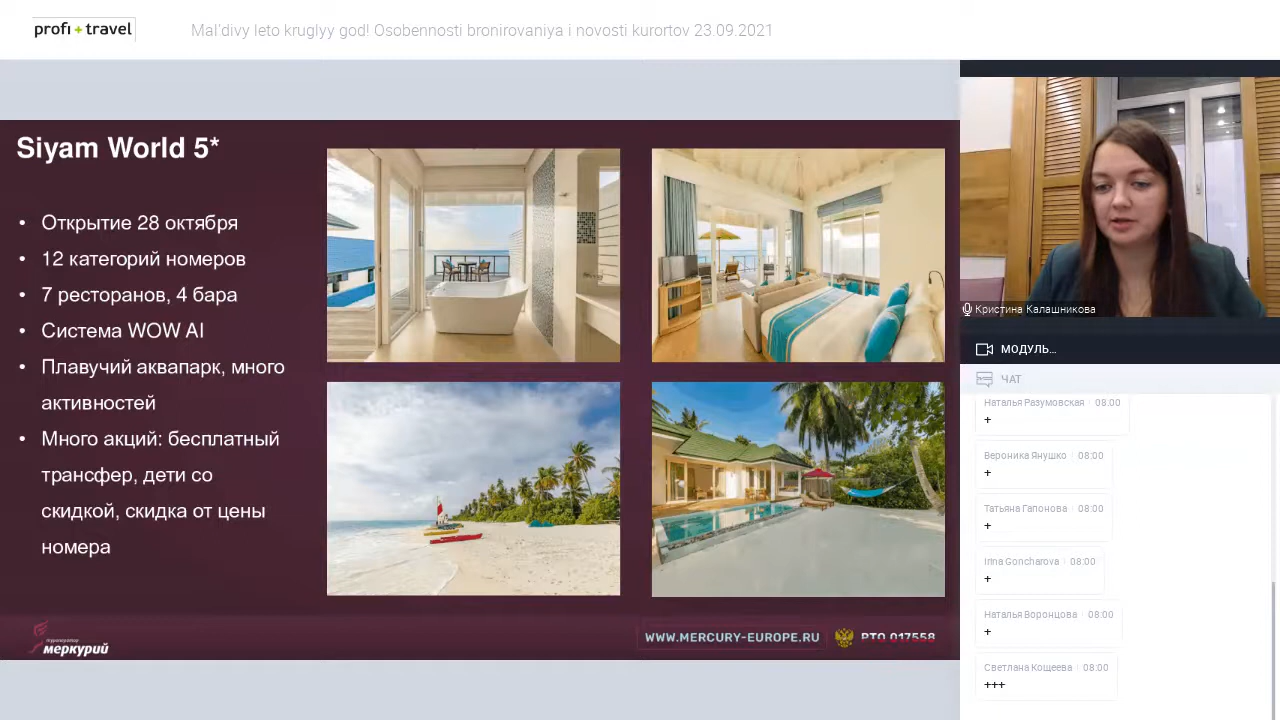 profi + travel
Mal'divy leto kruglyy god! Osobennosti bronirovaniya i novosti kurortov 23.09.2021
Siyam World 5*
• Открытие 28 октября
• 12 категорий номеров
• 7 ресторанов, 4 бара
• Система WOW AI
• Плавучий аквапарк, много
активностей
• Много акций: бесплатный
трансфер, дети со
скидкой, скидка от цены
номера
туроператор
меркурий
WWW.MERCURY-EUROPE.RU
РТО 017558
Кристина Калашникова
МОДУЛЬ...
ЧАТ
Наталья Разумовская 08:00
+
Вероника Янушко 08:00
+
Татьяна Гапонова 08:00
+
Irina Goncharova 08:00
+
Наталья Воронцова 08:00
+
Светлана Кощеева 08:00
+++